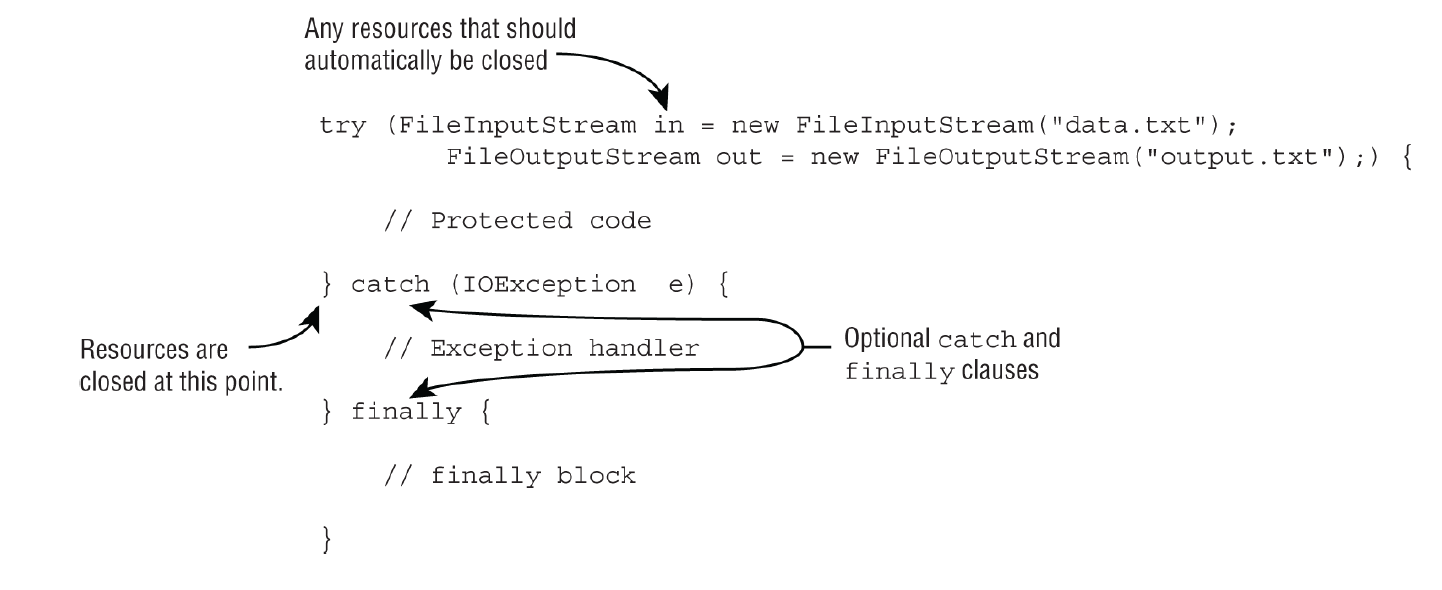 Any resources that should
automatically be closed
try (FileInputStream in = new FileInputStream("data.txt");
FileOutputStream out = new FileOutputStream("output.txt");) {
// Protected code
} catch (IOException  e) {
Resources are
closed at this point.
// Exception handler
Optional catch and
finally clauses
} finally {
// finally block
}